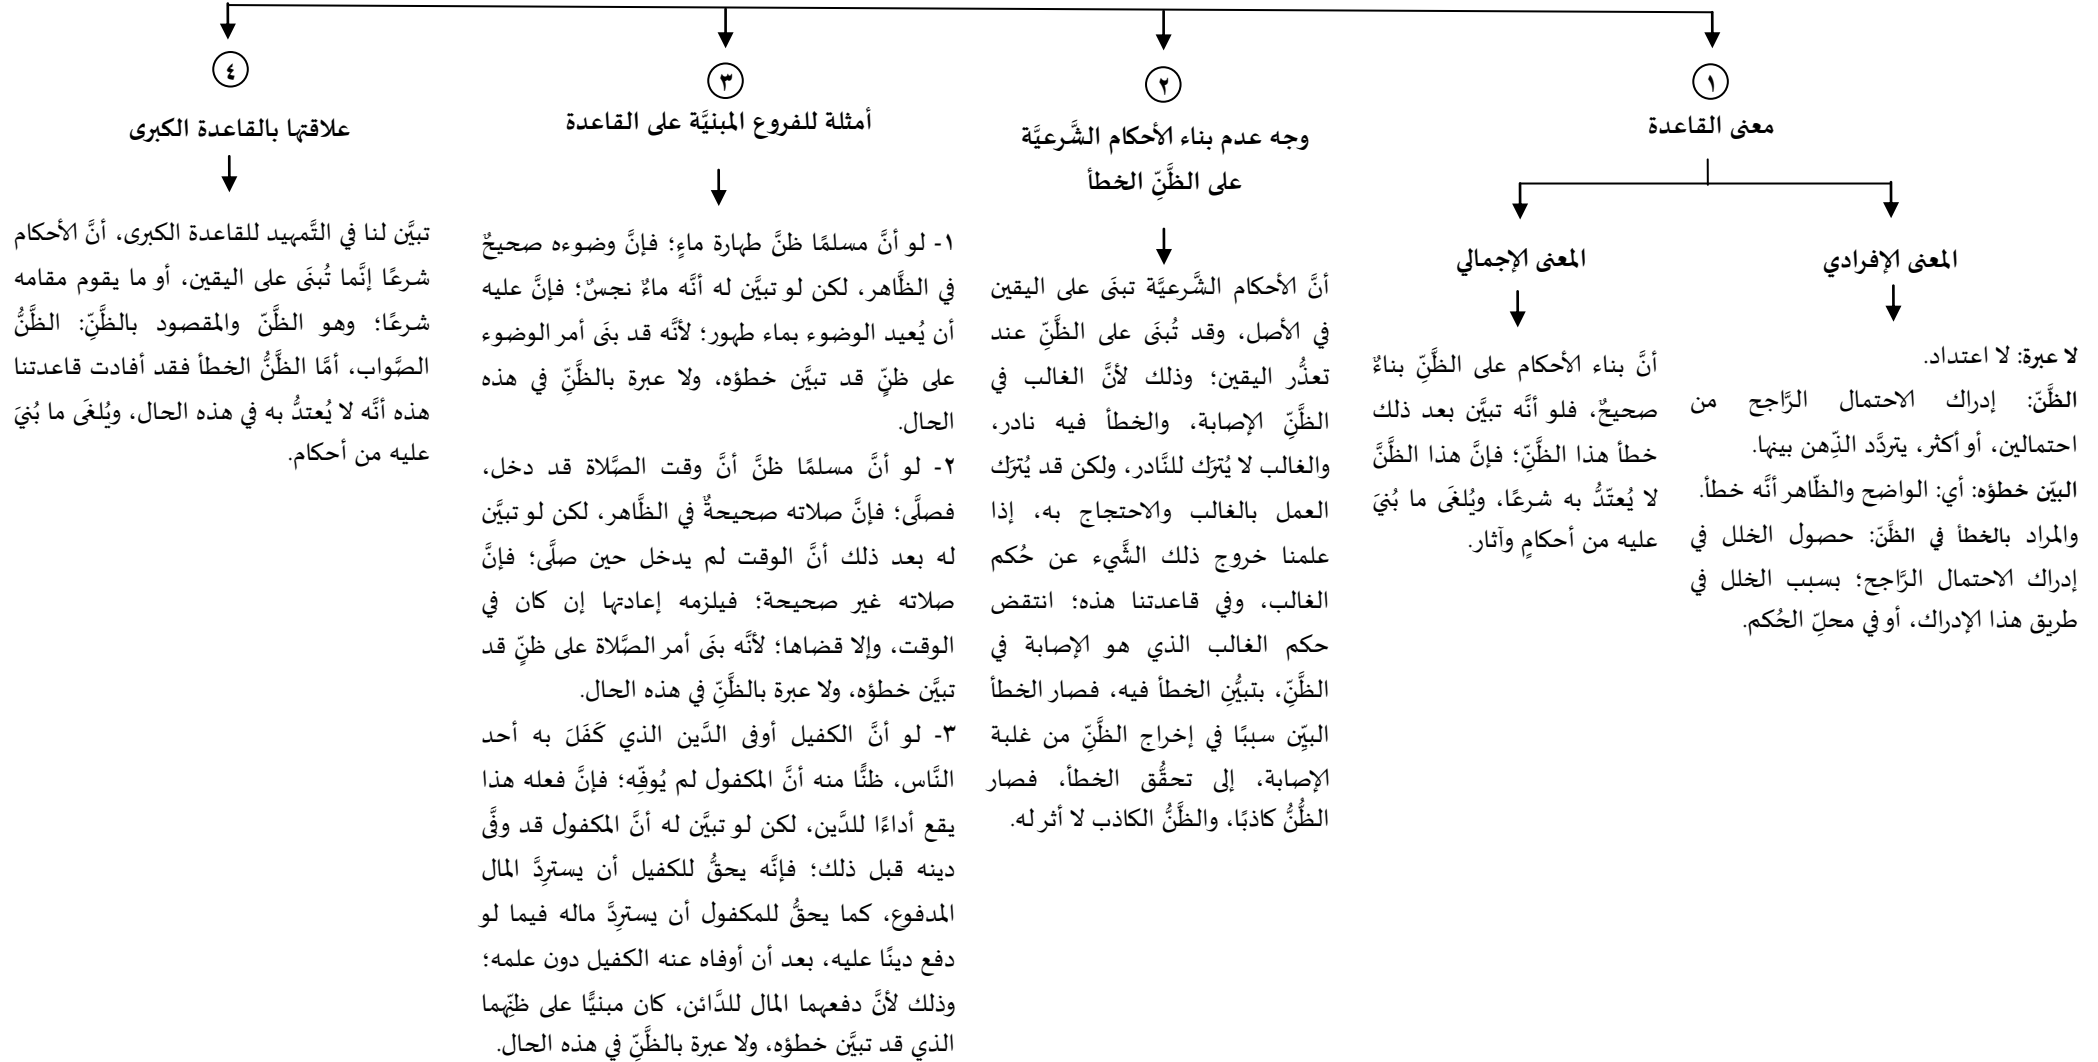 ١
معنى القاعدة
المعنى الإفرادي
لا عبرة: لا اعتداد.
الظَّنّ: إدراك الاحتمال الرَّاجح من
احتمالين، أو أكثر، يتردَّد الذِّهن بينها.
البيّن خطؤه: أي: الواضح والظّاهر أنَّه خطأ.
والمراد بالخطأ في الظَّنّ: حصول الخلل في
إدراك الاحتمال الرَّاجح؛ بسبب الخلل في
طريق هذا الإدراك، أو في محلِّ الحُكم.
المعنى الإجمالي
أنَّ بناء الأحكام على الظَّنِّ بناءٌ
صحيحٌ، فلو أنَّه تبيَّن بعد ذلك
خطأ هذا الظَّنِّ؛ فإنَّ هذا الظَّنَّ
لا يُعتّدُّ به شرعًا، ويُلغَى ما بُنيَ
عليه من أحكامٍ وآثار.
٢
وجه عدم بناء الأحكام الشَّرعيَّة
على الظَّنِّ الخطأ
أنَّ الأحكام الشَّرعيَّة تبنَى على اليقين
في الأصل، وقد تُبنَى على الظَّنِّ عند
تعذُّر اليقين؛ وذلك لأنَّ الغالب في
الظَّنِّ الإصابة، والخطأ فيه نادر،
والغالب لا يُترَك للنَّادر، ولكن قد يُترَك
العمل بالغالب والاحتجاج به، إذا
علمنا خروج ذلك الشَّيء عن حُكم
الغالب، وفي قاعدتنا هذه؛ انتقض
حكم الغالب الذي هو الإصابة في
الظَّنِّ، بتبيُّنِ الخطأ فيه، فصار الخطأ
البيِّن سببًا في إخراج الظَّنِّ من غلبة
الإصابة، إلى تحقُّق الخطأ، فصار
الظُّنُّ كاذبًا، والظَّنُّ الكاذب لا أثر له.
٣
أمثلة للفروع المبنيَّة على القاعدة
١- لو أنَّ مسلمًا ظنَّ طهارة ماءٍ؛ فإنَّ وضوءه صحيحٌ
في الظَّاهر، لكن لو تبيَّن له أنَّه ماءٌ نجسٌ؛ فإنَّ عليه
أن يُعيد الوضوء بماء طهور؛ لأنَّه قد بنَى أمر الوضوء
على ظنٍّ قد تبيَّن خطؤه، ولا عبرة بالظَّنِّ في هذه
الحال.
٢- لو أنَّ مسلمًا ظنَّ أنَّ وقت الصَّلاة قد دخل،
فصلَّى؛ فإنَّ صلاته صحيحةٌ في الظَّاهر، لكن لو تبيَّن
له بعد ذلك أنَّ الوقت لم يدخل حين صلَّى؛ فإنَّ
صلاته غير صحيحة؛ فيلزمه إعادتها إن كان في
الوقت، وإلا قضاها؛ لأنَّه بنَى أمر الصَّلاة على ظنٍّ قد
تبيَّن خطؤه، ولا عبرة بالظَّنِّ في هذه الحال.
٣- لو أنَّ الكفيل أوفى الدَّين الذي كَفَلَ به أحد
النَّاس، ظنًّا منه أنَّ المكفول لم يُوفِّه؛ فإنَّ فعله هذا
يقع أداءًا للدَّين، لكن لو تبيَّن له أنَّ المكفول قد وفَّى
دينه قبل ذلك؛ فإنَّه يحقُّ للكفيل أن يسترِدَّ المال
المدفوع، كما يحقُّ للمكفول أن يسترِدَّ ماله فيما لو
دفع دينًا عليه، بعد أن أوفاه عنه الكفيل دون علمه؛
وذلك لأنَّ دفعهما المال للدَّائن، كان مبنيًّا على ظنِّهما
الذي قد تبيَّن خطؤه، ولا عبرة بالظَّنِّ في هذه الحال.
٤
علاقتها بالقاعدة الكبرى
تبيَّن لنا في التَّمهيد للقاعدة الكبرى، أنَّ الأحكام
شرعًا إنَّما تُبنَى على اليقين، أو ما يقوم مقامه
شرعًا؛ وهو الظَّنّ والمقصود بالظَّنِّ: الظَّنُّ
الصَّواب، أمَّا الظَّنُّ الخطأ فقد أفادت قاعدتنا
هذه أنَّه لا يُعتدُّ به في هذه الحال، ويُلغَى ما بُنيَ
عليه من أحكام.